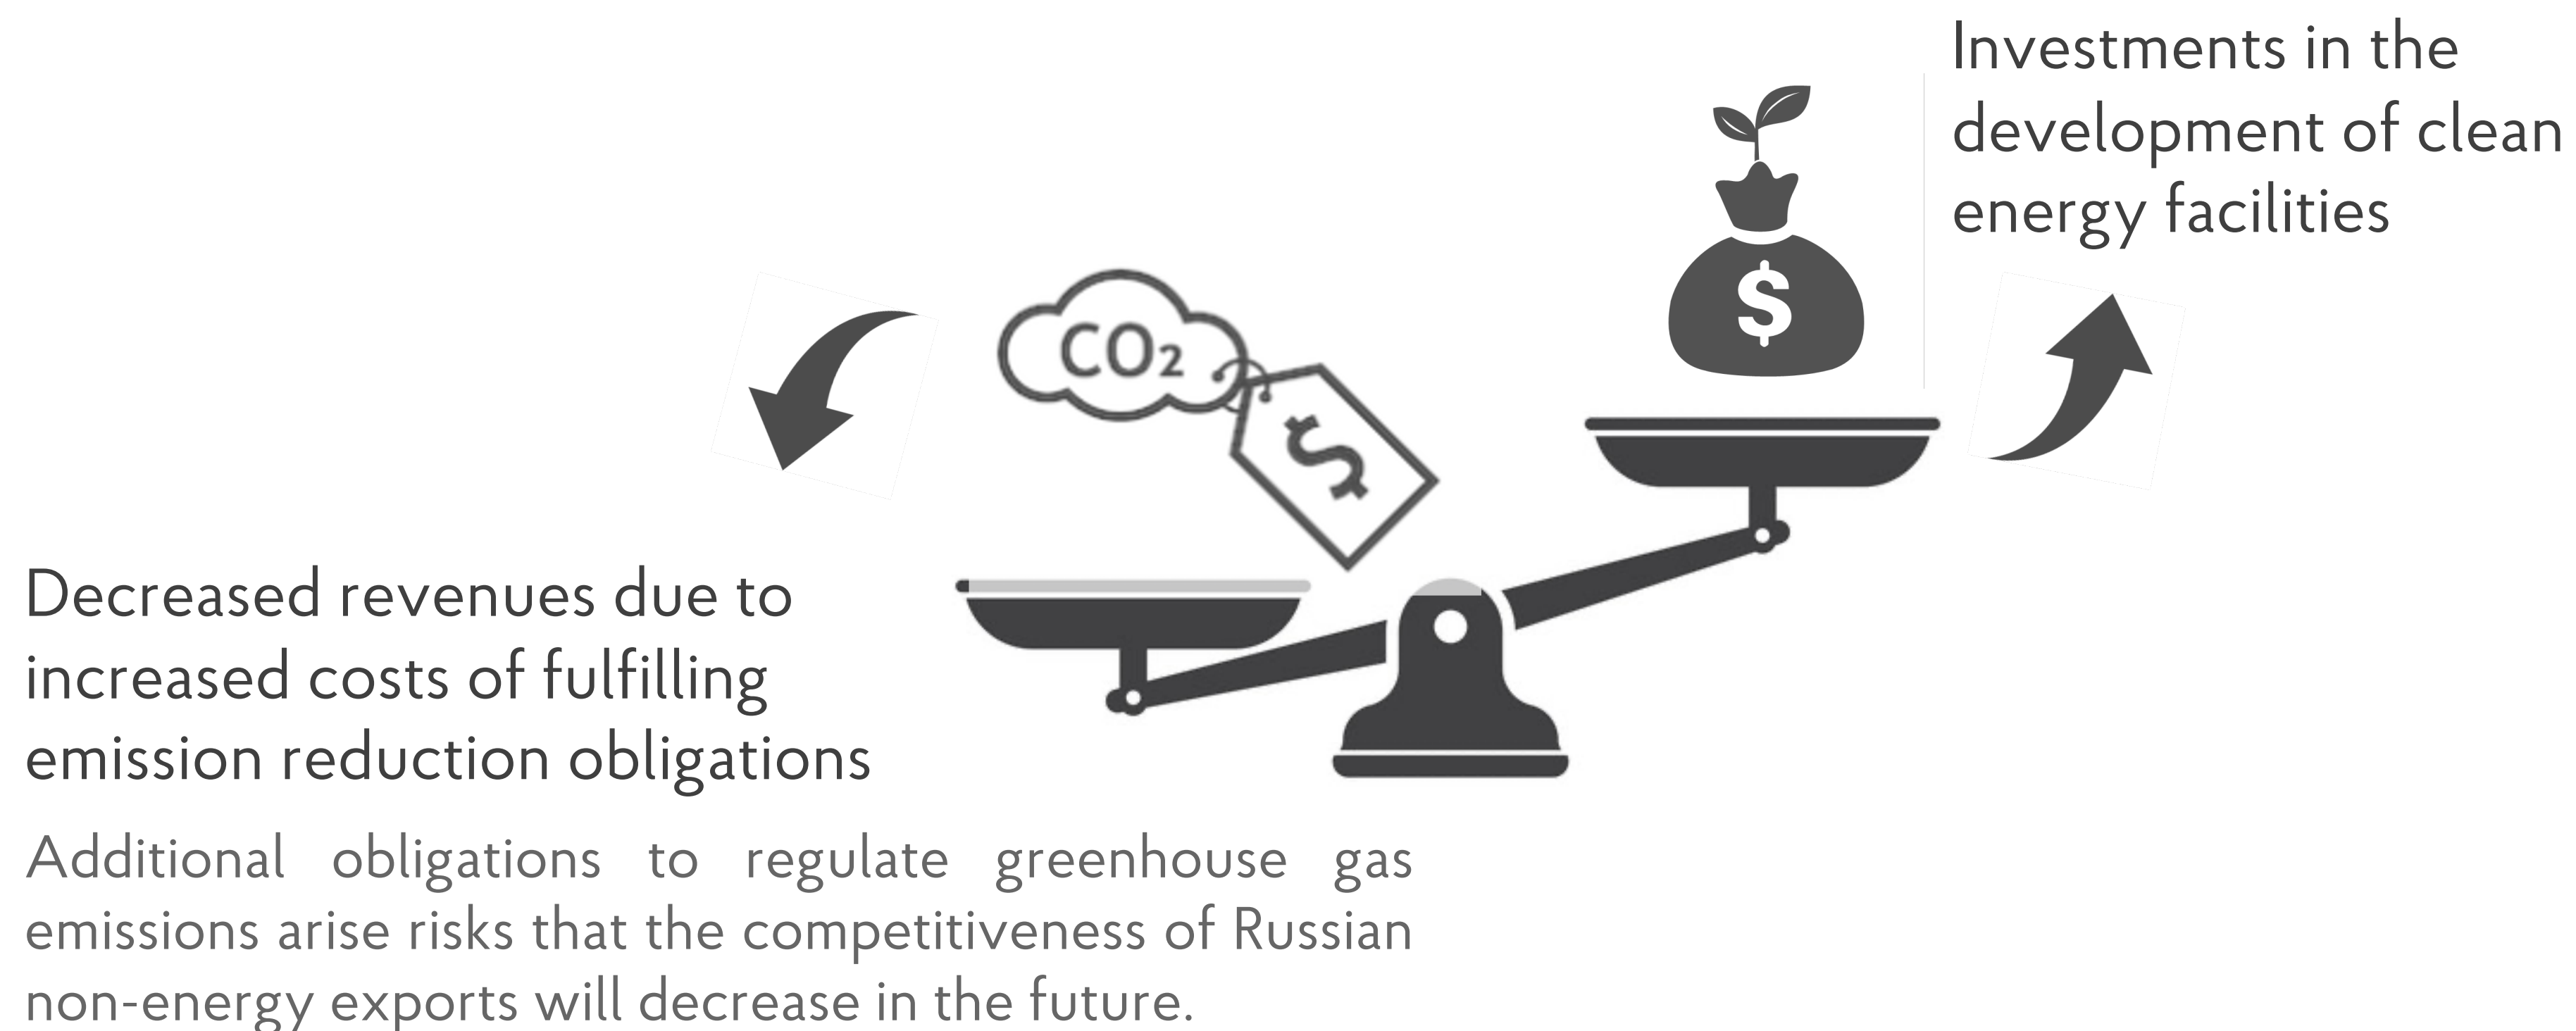 Investments in the
development of clean
energy facilities
$
CO₂
$
Decreased revenues due to
increased costs of fulfilling
emission reduction obligations
Additional obligations to regulate greenhouse gas
emissions arise risks that the competitiveness of Russian
non-energy exports will decrease in the future.